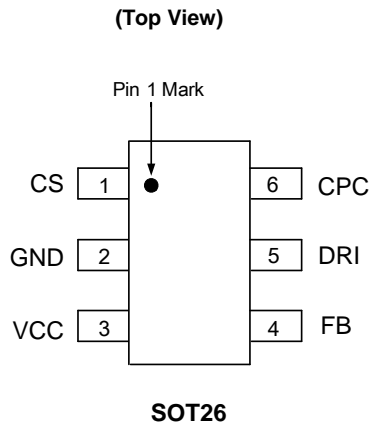 (Top View)
Pin 1 Mark
CS 1 6 CPC
GND 2 5 DRI
VCC 3 4 FB
SOT26